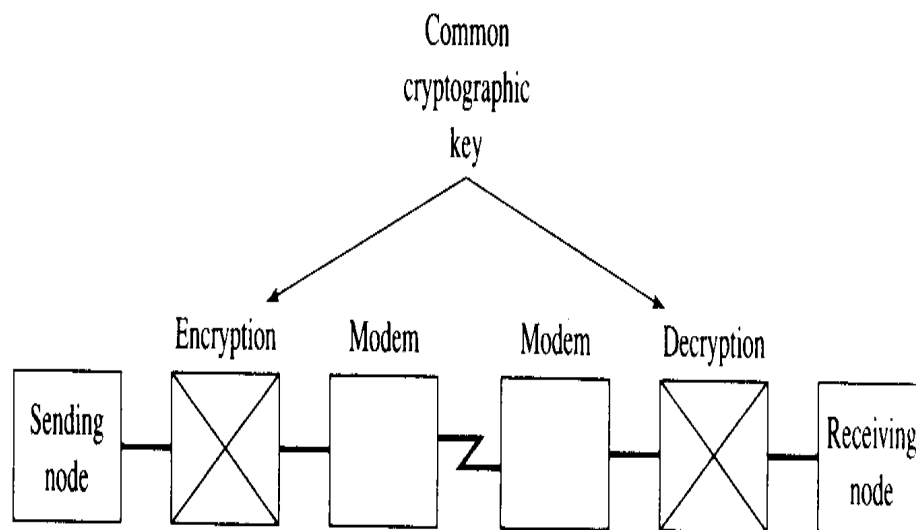 Common
cryptographic
key
Encryption
Modem
Modem
Decryption
Sending
node
Receiving
node